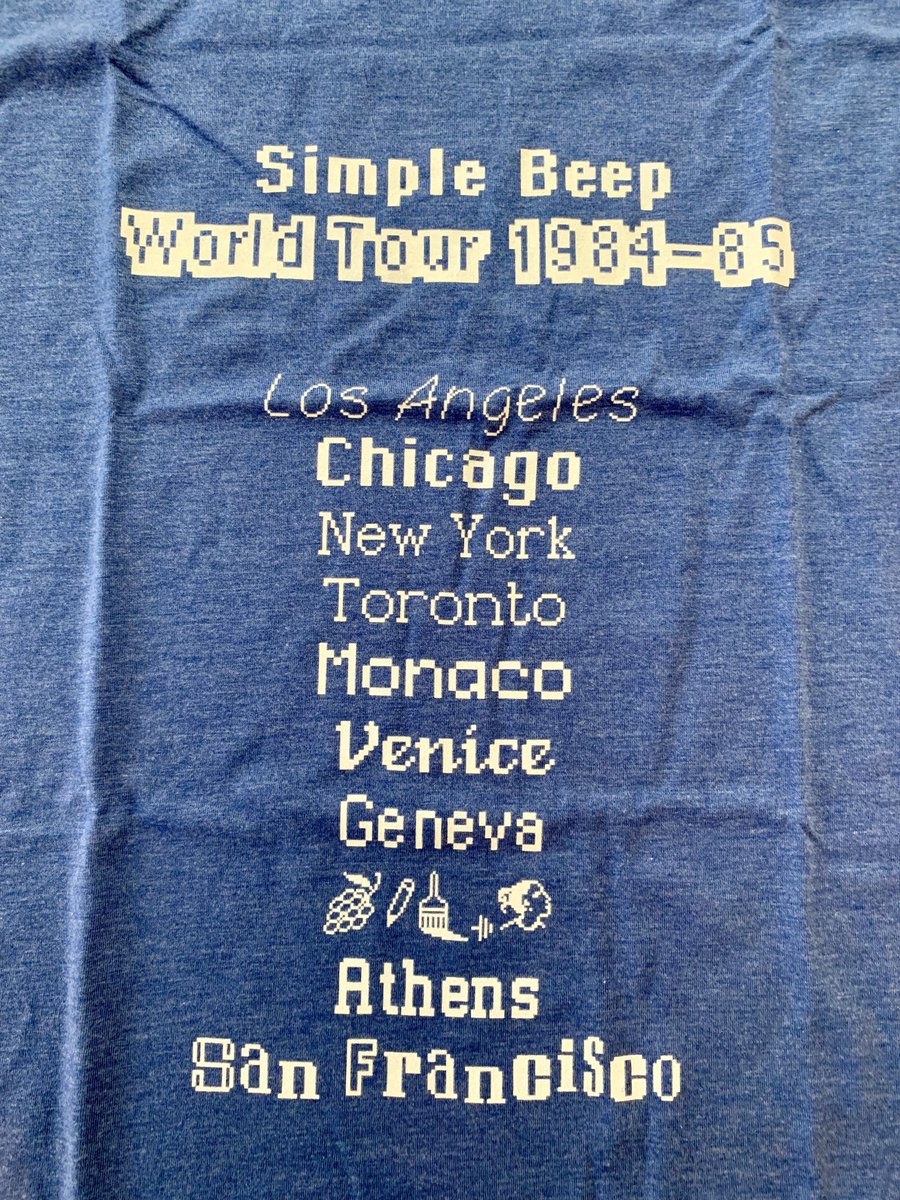 Simple Beep
World Tour 1984–85
Los Angeles
Chicago
New York
Toronto
Monaco
Venice
Geneva
Athens
San Francisco